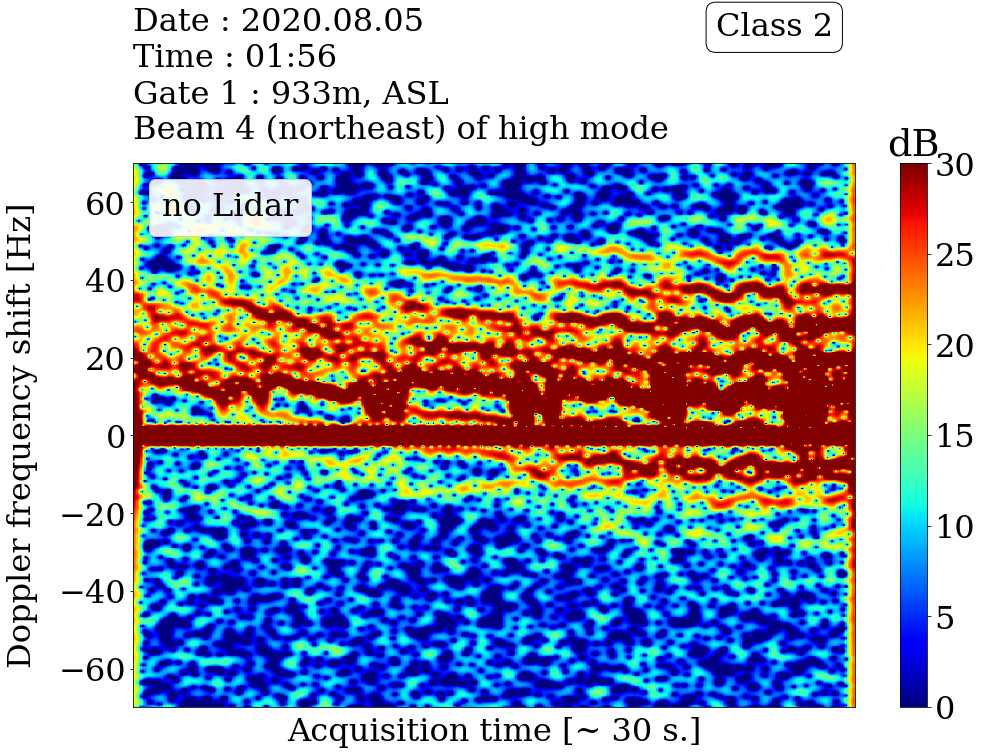 Date : 2020.08.05
Time : 01:56
Gate 1 : 933m, ASL
Beam 4 (northeast) of high mode
Class 2
dB
no Lidar
60
40
20
0
−20
−40
−60
Doppler frequency shift [Hz]
Acquisition time [~ 30 s.]
30
25
20
15
10
5
0